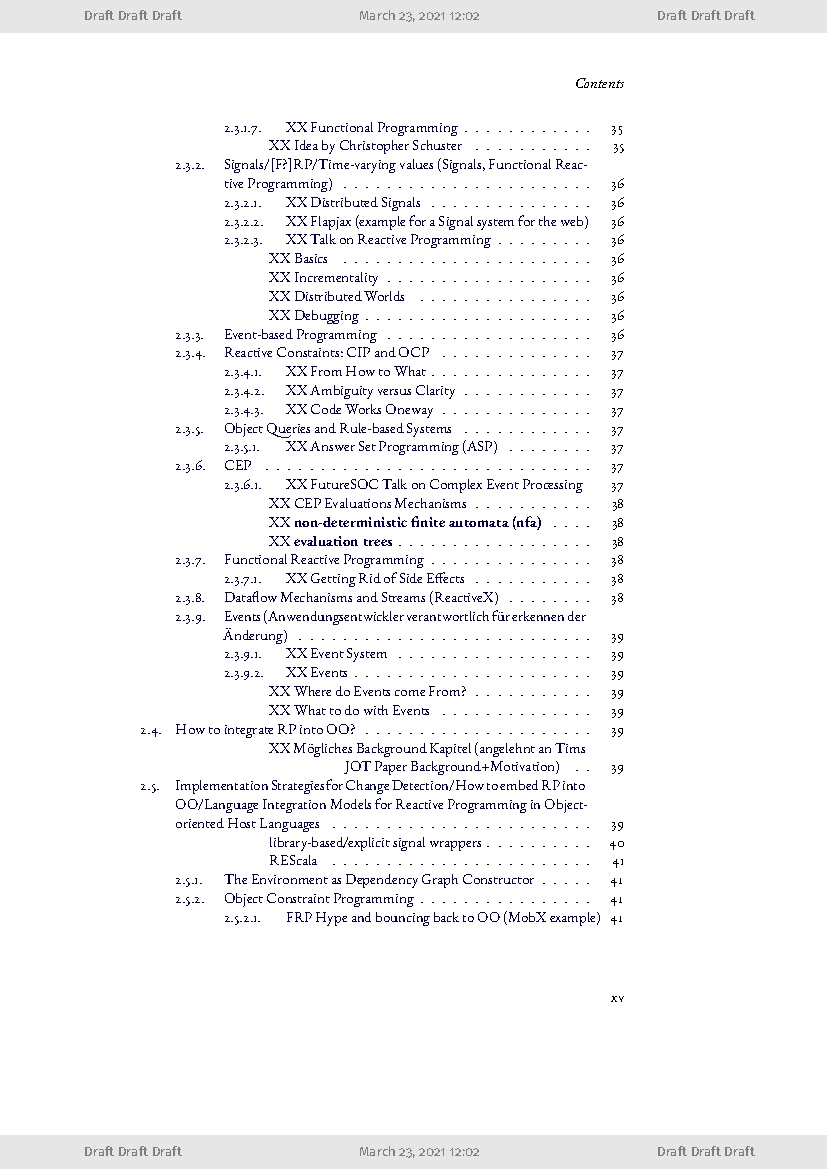 Draft Draft Draft March 23, 2021 12:02 Draft Draft Draft
Contents
2.3.1.7. XX Functional Programming . . . . . . . . . . . . 35
XX Idea by Christopher Schuster . . . . . . . . . . . 35
2.3.2. Signals/[F?]RP/Time-varying values (Signals, Functional Reac-
tive Programming) . . . . . . . . . . . . . . . . . . . . . . . 36
2.3.2.1. XX Distributed Signals . . . . . . . . . . . . . . . 36
2.3.2.2. XX Flapjax (example for a Signal system for the web) 36
2.3.2.3. XX Talk on Reactive Programming . . . . . . . . . 36
XX Basics . . . . . . . . . . . . . . . . . . . . . . . 36
XX Incrementality . . . . . . . . . . . . . . . . . . . 36
XX Distributed Worlds . . . . . . . . . . . . . . . . 36
XX Debugging . . . . . . . . . . . . . . . . . . . . . 36
2.3.3. Event-based Programming . . . . . . . . . . . . . . . . . . . 36
2.3.4. Reactive Constaints: CIP and OCP . . . . . . . . . . . . . . 37
2.3.4.1. XX From How to What . . . . . . . . . . . . . . . 37
2.3.4.2. XX Ambiguity versus Clarity . . . . . . . . . . . . 37
2.3.4.3. XX Code Works Oneway . . . . . . . . . . . . . . 37
2.3.5. Object Queries and Rule-based Systems . . . . . . . . . . . . 37
2.3.5.1. XX Answer Set Programming (ASP) . . . . . . . . 37
2.3.6. CEP . . . . . . . . . . . . . . . . . . . . . . . . . . . . . . 37
2.3.6.1. XX FutureSOC Talk on Complex Event Processing 37
XX CEP Evaluations Mechanisms . . . . . . . . . . . 38
XX non-deterministic finite automata (nfa) . . . . 38
XX evaluation trees . . . . . . . . . . . . . . . . . . 38
2.3.7. Functional Reactive Programming . . . . . . . . . . . . . . . 38
2.3.7.1. XX Getting Rid of Side Effects . . . . . . . . . . . 38
2.3.8. Dataflow Mechanisms and Streams (ReactiveX) . . . . . . . . 38
2.3.9. Events (Anwendungsentwickler verantwortlich für erkennen der
Änderung) . . . . . . . . . . . . . . . . . . . . . . . . . . . 39
2.3.9.1. XX Event System . . . . . . . . . . . . . . . . . . 39
2.3.9.2. XX Events . . . . . . . . . . . . . . . . . . . . . . 39
XX Where do Events come From? . . . . . . . . . . . 39
XX What to do with Events . . . . . . . . . . . . . . 39
2.4. How to integrate RP into OO? . . . . . . . . . . . . . . . . . . . . . 39
XX Mögliches Background Kapitel (angelehnt an Tims
JOT Paper Background+Motivation) . . 39
2.5. Implementation Strategies for Change Detection/How to embed RP into
OO/Language Integration Models for Reactive Programming in Object-
oriented Host Languages . . . . . . . . . . . . . . . . . . . . . . . . 39
library-based/explicit signal wrappers . . . . . . . . . . 40
REScala . . . . . . . . . . . . . . . . . . . . . . . . 41
2.5.1. The Environment as Dependency Graph Constructor . . . . . 41
2.5.2. Object Constraint Programming . . . . . . . . . . . . . . . . 41
2.5.2.1. FRP Hype and bouncing back to OO (MobX example) 41
xv
Draft Draft Draft March 23, 2021 12:02 Draft Draft Draft